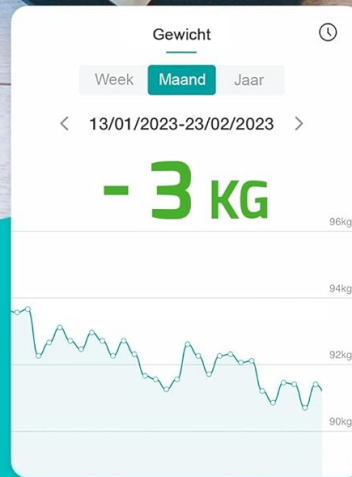 Gewicht
Week Maand Jaar
13/01/2023-23/02/2023
- 3 KG
96kg
94kg
92kg
90kg